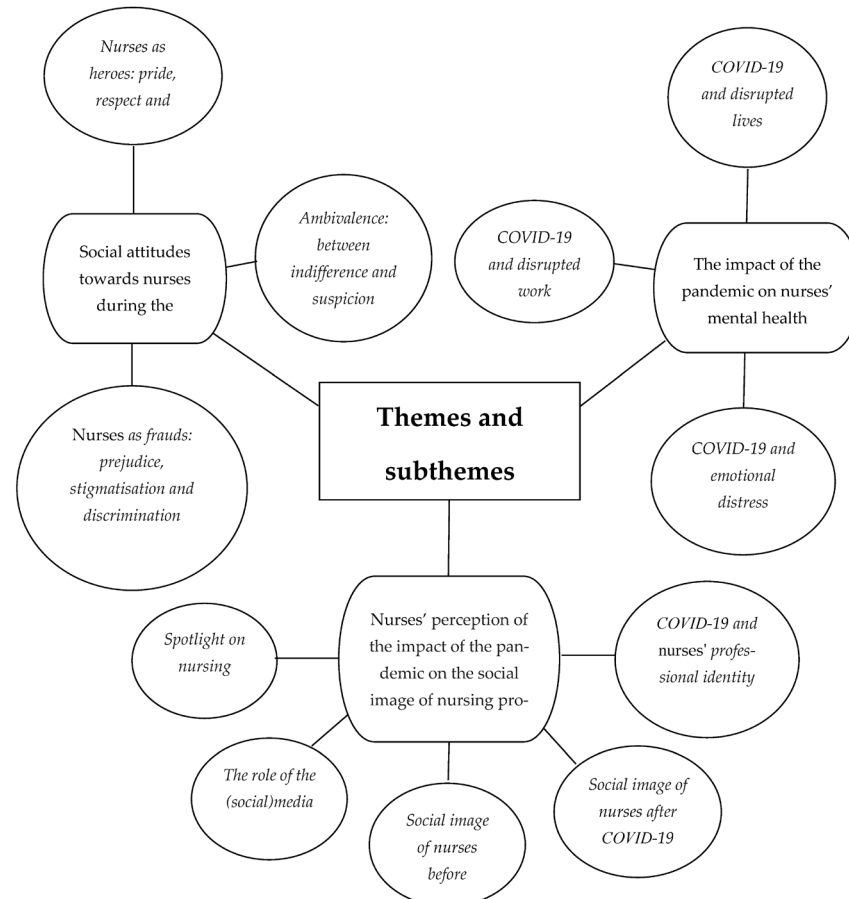 Nurses as
heroes: pride,
respect and
COVID-19
and disrupted
lives
Ambivalence:
between
indifference and
suspicion
COVID-19
and disrupted
work
Social attitudes
towards nurses
during the
The impact of the
pandemic on nurses’
mental health
Themes and
subthemes
Nurses as frauds:
prejudice,
stigmatisation and
discrimination
COVID-19 and
emotional
distress
Nurses’ perception of
the impact of the pan-
demic on the social
image of nursing pro-
Spotlight on
nursing
COVID-19 and
nurses' profes-
sional identity
The role of the
(social)media
Social image
of nurses
before
Social image of
nurses after
COVID-19